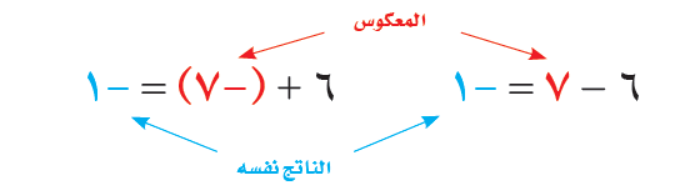 المعكوس
٦ − ٧ = −١
٦ + (−٧) = −١
الناتج نفسه